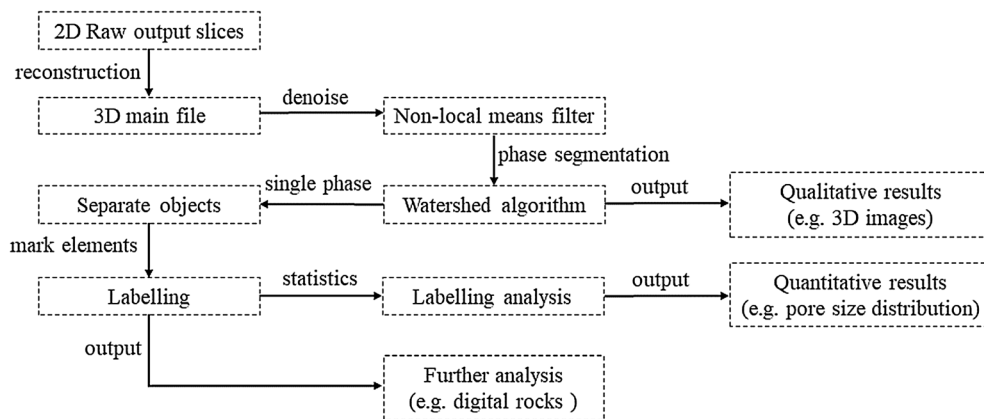 2D Raw output slices
reconstruction
3D main file
denoise
Non-local means filter
phase segmentation
Separate objects
single phase
Watershed algorithm
output
Qualitative results
(e.g. 3D images)
mark elements
Labelling
statistics
Labelling analysis
output
Quantitative results
(e.g. pore size distribution)
output
Further analysis
(e.g. digital rocks )